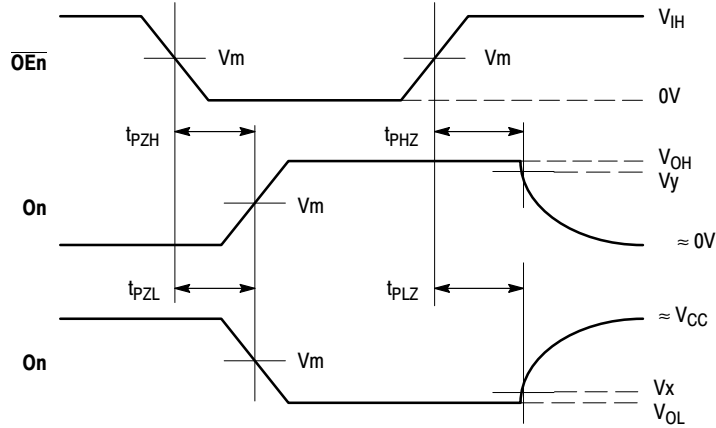 V_IH
OEn
Vm
Vm
0V
t_PZH
t_PHZ
V_OH
Vy
On
Vm
≈ 0V
t_PZL
t_PLZ
≈ V_CC
On
Vm
Vx
V_OL